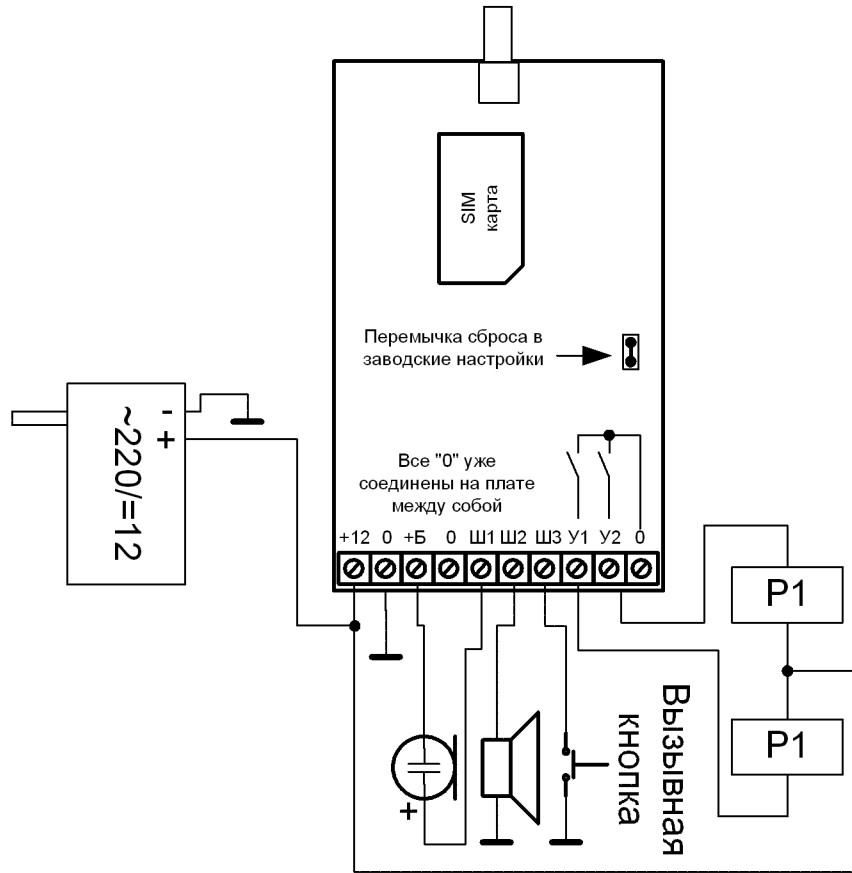 SIM
карта
Перемычка сброса в
заводские настройки
-
+
~220/=12
Все "0" уже
соединены на плате
между собой
+12 0 +Б 0 Ш1 Ш2 Ш3 У1 У2 0
P1
P1
+
Вызывная
кнопка